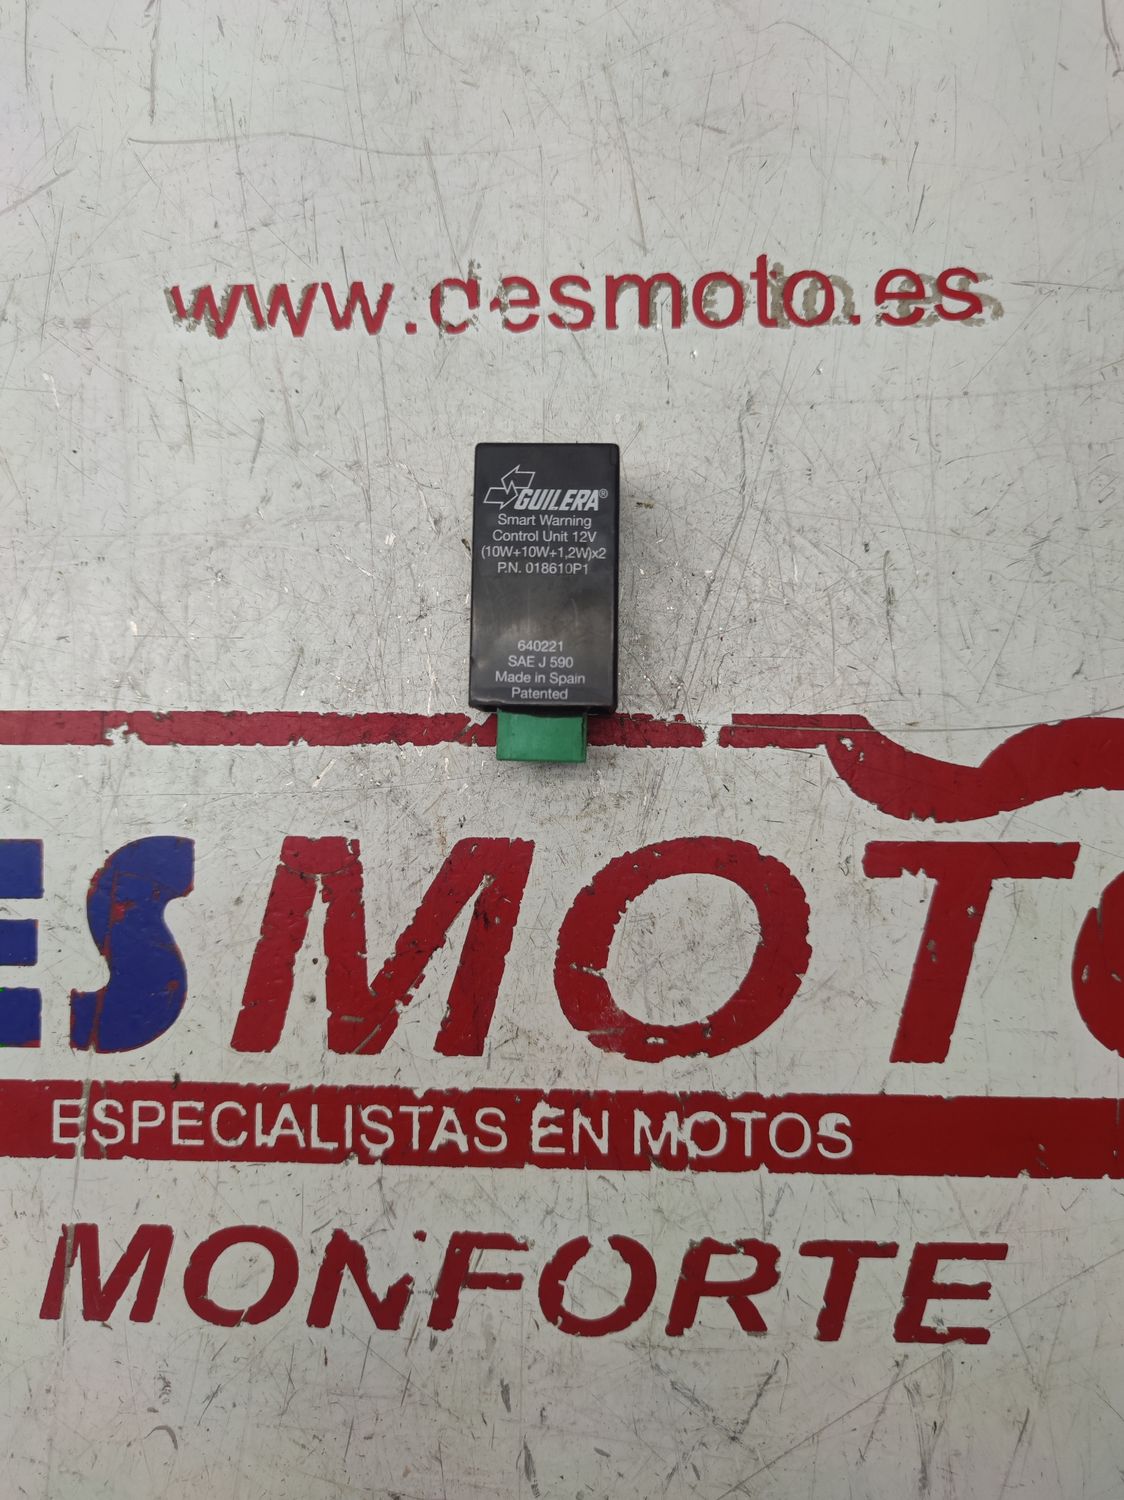 www.desmoto.es
GUILERA®
Smart Warning
Control Unit 12V
(10W+10W+1,2W)x2
P.N. 018610P1
640221
SAE J 590
Made in Spain
Patented
ESMOTO
ESPECIALISTAS EN MOTOS
MONFORTE